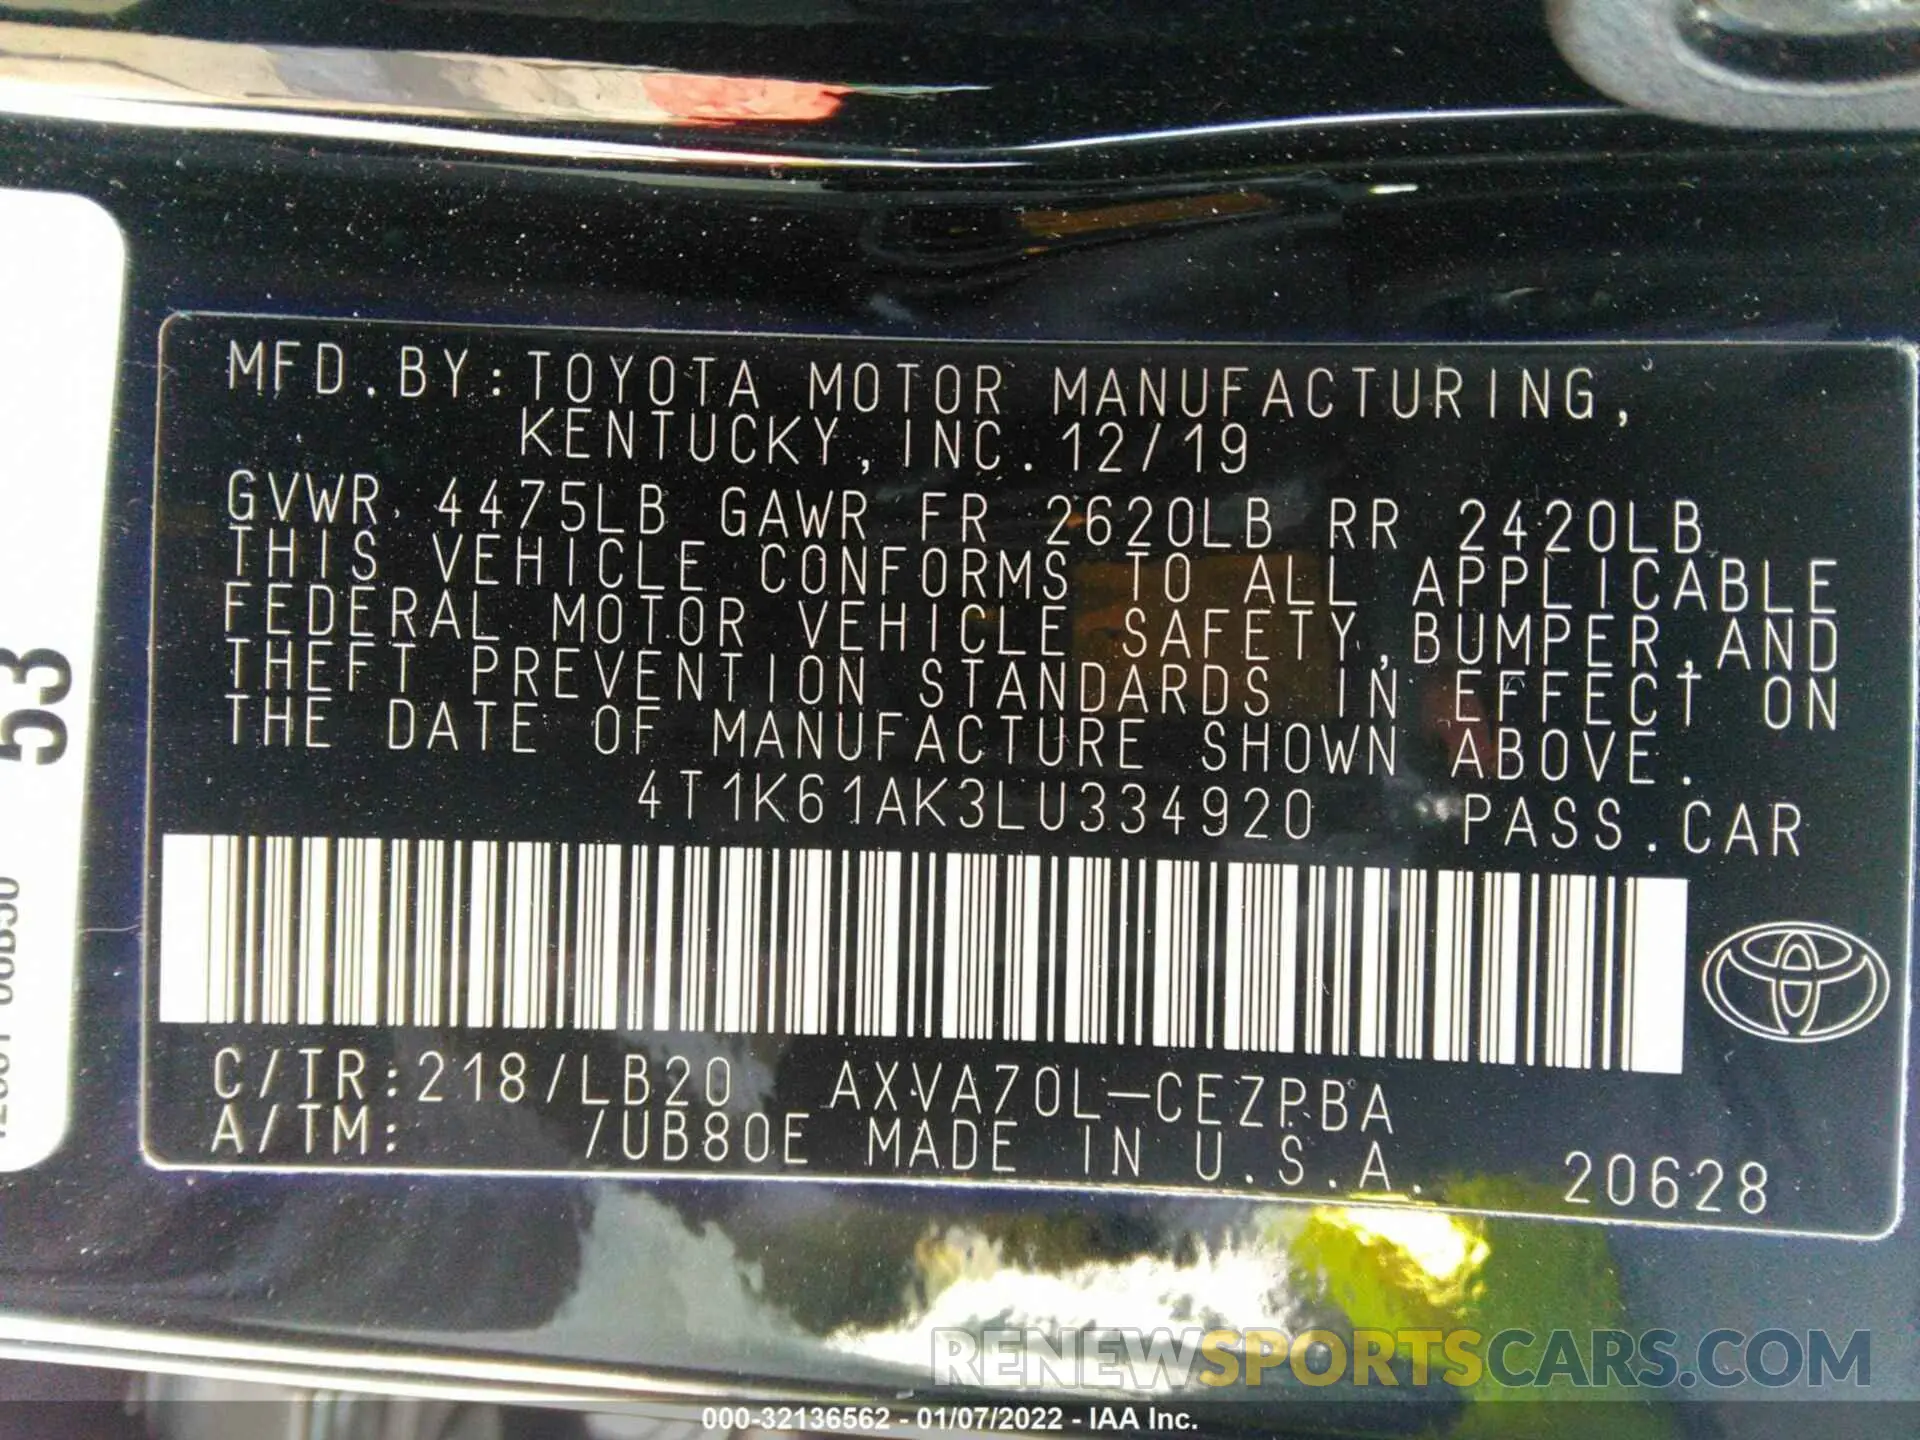 MFD.BY:TOYOTA MOTOR MANUFACTURING,
KENTUCKY,INC.12/19
GVWR 4475LB GAWR FR 2620LB RR 2420LB
THIS VEHICLE CONFORMS TO ALL APPLICABLE
FEDERAL MOTOR VEHICLE SAFETY,BUMPER,AND
THEFT PREVENTION STANDARDS IN EFFECT ON
THE DATE OF MANUFACTURE SHOWN ABOVE.
4T1K61AK3LU334920 PASS.CAR
C/TR:218/LB20 AXVA70L-CEZPBA
A/TM: /UB80E MADE IN U.S.A. 20628
53
RENEWSPORTSCARS.COM
000-32136562 - 01/07/2022 - IAA Inc.